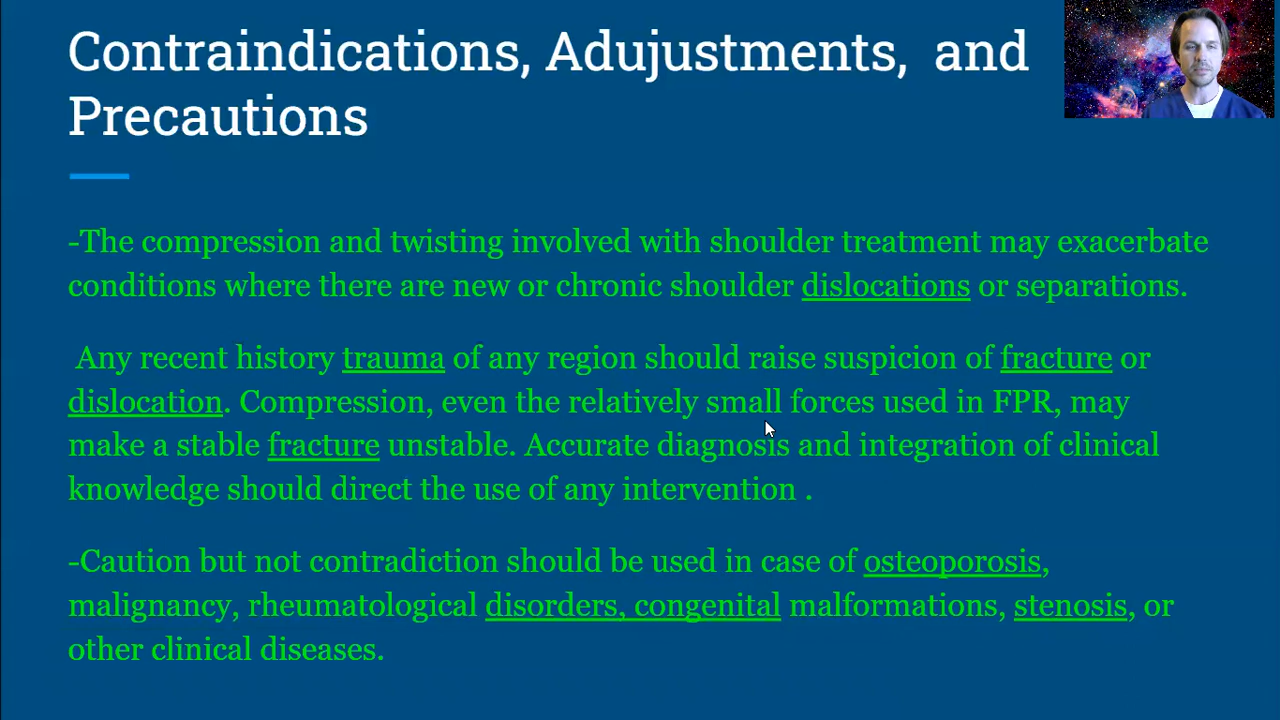 Contraindications, Adujustments,  and
Precautions
-The compression and twisting involved with shoulder treatment may exacerbate
conditions where there are new or chronic shoulder dislocations or separations.
Any recent history trauma of any region should raise suspicion of fracture or
dislocation. Compression, even the relatively small forces used in FPR, may
make a stable fracture unstable. Accurate diagnosis and integration of clinical
knowledge should direct the use of any intervention .
-Caution but not contradiction should be used in case of osteoporosis,
malignancy, rheumatological disorders, congenital malformations, stenosis, or
other clinical diseases.